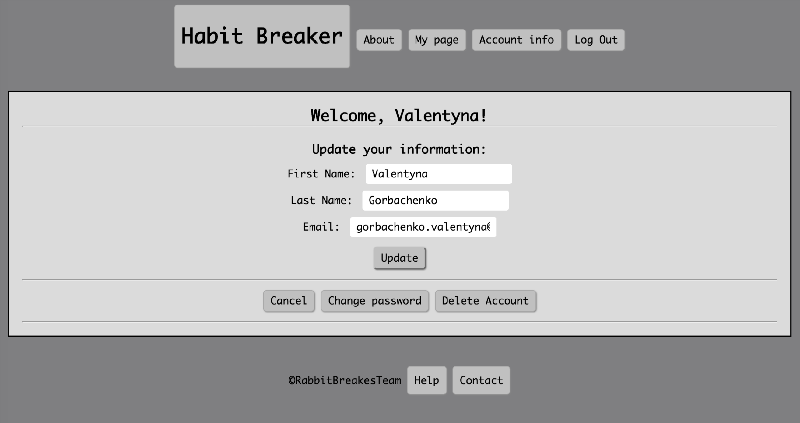 Habit Breaker About My page Account info Log Out
Welcome, Valentyna!
Update your information:
First Name: Valentyna
Last Name: Gorbachenko
Email: gorbachenko.valentyna@
Update
Cancel Change password Delete Account
©RabbitBreakesTeam Help Contact